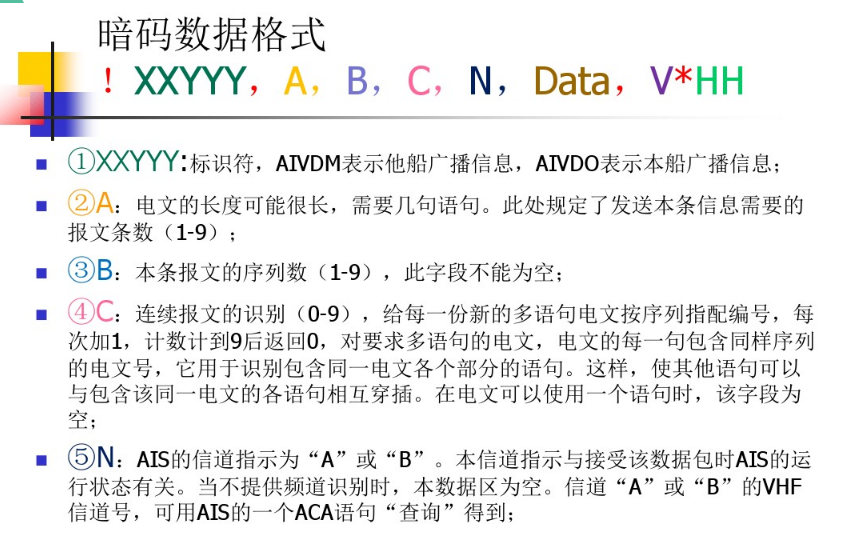 暗码数据格式
！XXYYY，A，B，C，N，Data，V*HH
①XXYYY:标识符，AIVDM表示他船广播信息，AIVDO表示本船广播信息；
②A：电文的长度可能很长，需要几句语句。此处规定了发送本条信息需要的
报文条数（1-9）；
③B：本条报文的序列数（1-9），此字段不能为空；
④C：连续报文的识别（0-9），给每一份新的多语句电文按序列指配编号，每
次加1，计数计到9后返回0，对要求多语句的电文，电文的每一句包含同样序列
的电文号，它用于识别包含同一电文各个部分的语句。这样，使其他语句可以
与包含该同一电文的各语句相互穿插。在电文可以使用一个语句时，该字段为
空；
⑤N：AIS的信道指示为“A”或“B”。本信道指示与接受该数据包时AIS的运
行状态有关。当不提供频道识别时，本数据区为空。信道“A”或“B”的VHF
信道号，可用AIS的一个ACA语句“查询”得到；